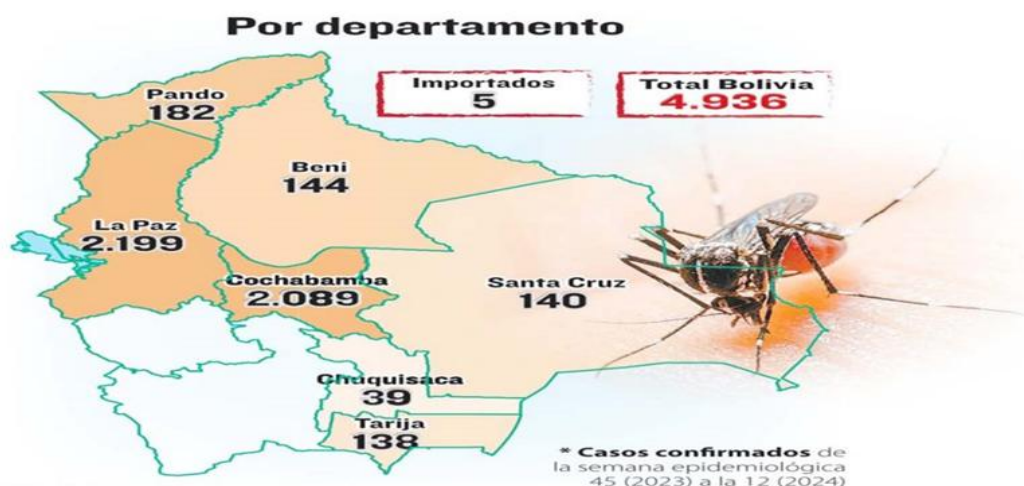 Por departamento
Importados
5
Total Bolivia
4.936
Pando
182
Beni
144
La Paz
2.199
Cochabamba
2.089
Santa Cruz
140
Chuquisaca
39
Tarija
138
* Casos confirmados de
la semana epidemiológica
45 (2023) a la 12 (2024)